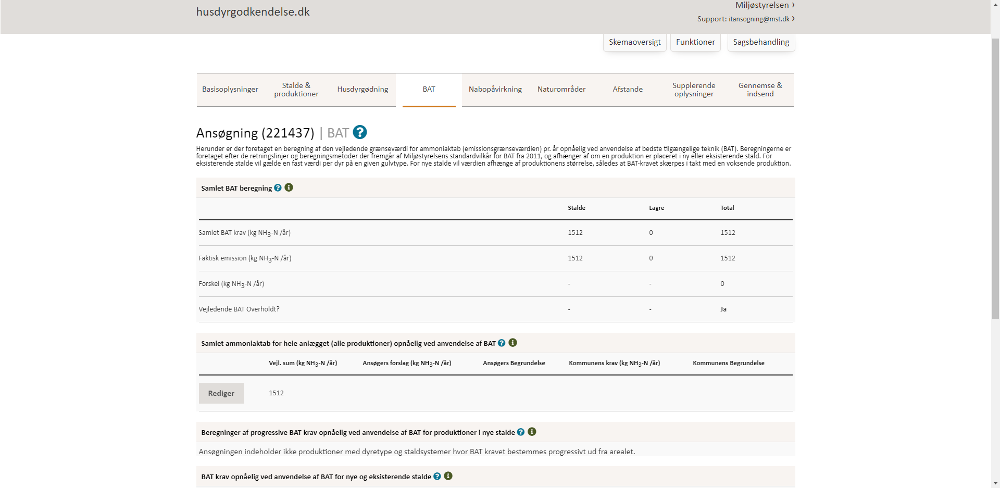 husdyrgodkendelse.dk
Miljøstyrelsen ›
Support: itansogning@mst.dk ›
Skemaoversigt Funktioner Sagsbehandling
Basisoplysninger Stalde & produktioner Husdyrgødning BAT Nabopåvirkning Naturområder Afstande Supplerende oplysninger Gennemse & indsend
Ansøgning (221437) | BAT ?
Herunder er der foretaget en beregning af den vejledende grænseværdi for ammoniaktab (emissionsgrænseværdien) pr. år opnåelig ved anvendelse af bedste tilgængelige teknik (BAT). Beregningerne er
foretaget efter de retningslinjer og beregningsmetoder der fremgår af Miljøstyrelsens standardvilkår for BAT fra 2011, og afhænger af om en produktion er placeret i ny eller eksisterende stald. For
eksisterende stalde vil gælde en fast værdi per dyr på en given gulvtype. For nye stalde vil værdien afhænge af produktionens størrelse, således at BAT-kravet skærpes i takt med en voksende produktion.
Samlet BAT beregning ? i
Stalde Lagre Total
Samlet BAT krav (kg NH3-N /år) 1512 0 1512
Faktisk emission (kg NH3-N /år) 1512 0 1512
Forskel (kg NH3-N /år) - - 0
Vejledende BAT Overholdt? - - Ja
Samlet ammoniaktab for hele anlægget (alle produktioner) opnåelig ved anvendelse af BAT ? i
Vejl. sum (kg NH3-N /år) Ansøgers forslag (kg NH3-N /år) Ansøgers Begrundelse Kommunens krav (kg NH3-N /år) Kommunens Begrundelse
Rediger 1512
Beregninger af progressive BAT krav opnåelig ved anvendelse af BAT for produktioner i nye stalde ? i
Ansøgningen indeholder ikke produktioner med dyretype og staldsystemer hvor BAT kravet bestemmes progressivt ud fra arealet.
BAT krav opnåelig ved anvendelse af BAT for nye og eksisterende stalde ? i